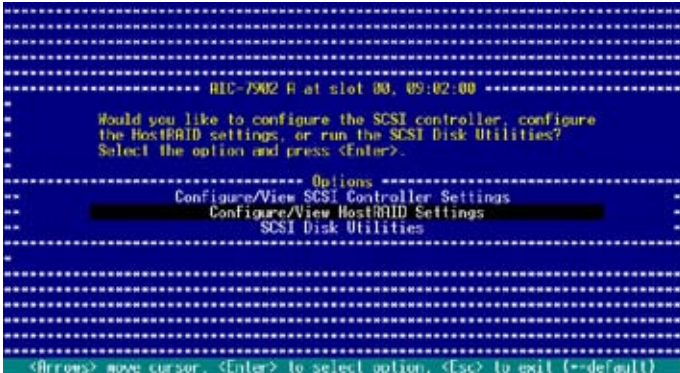 AIC-7902 A at slot 00, 09:02:00
Would you like to configure the SCSI controller, configure
the HostRAID settings, or run the SCSI Disk Utilities?
Select the option and press <Enter>.
Options
Configure/View SCSI Controller Settings
Configure/View HostRAID Settings
SCSI Disk Utilities
<Arrows> move cursor, <Enter> to select option, <Esc> to exit (*=default)